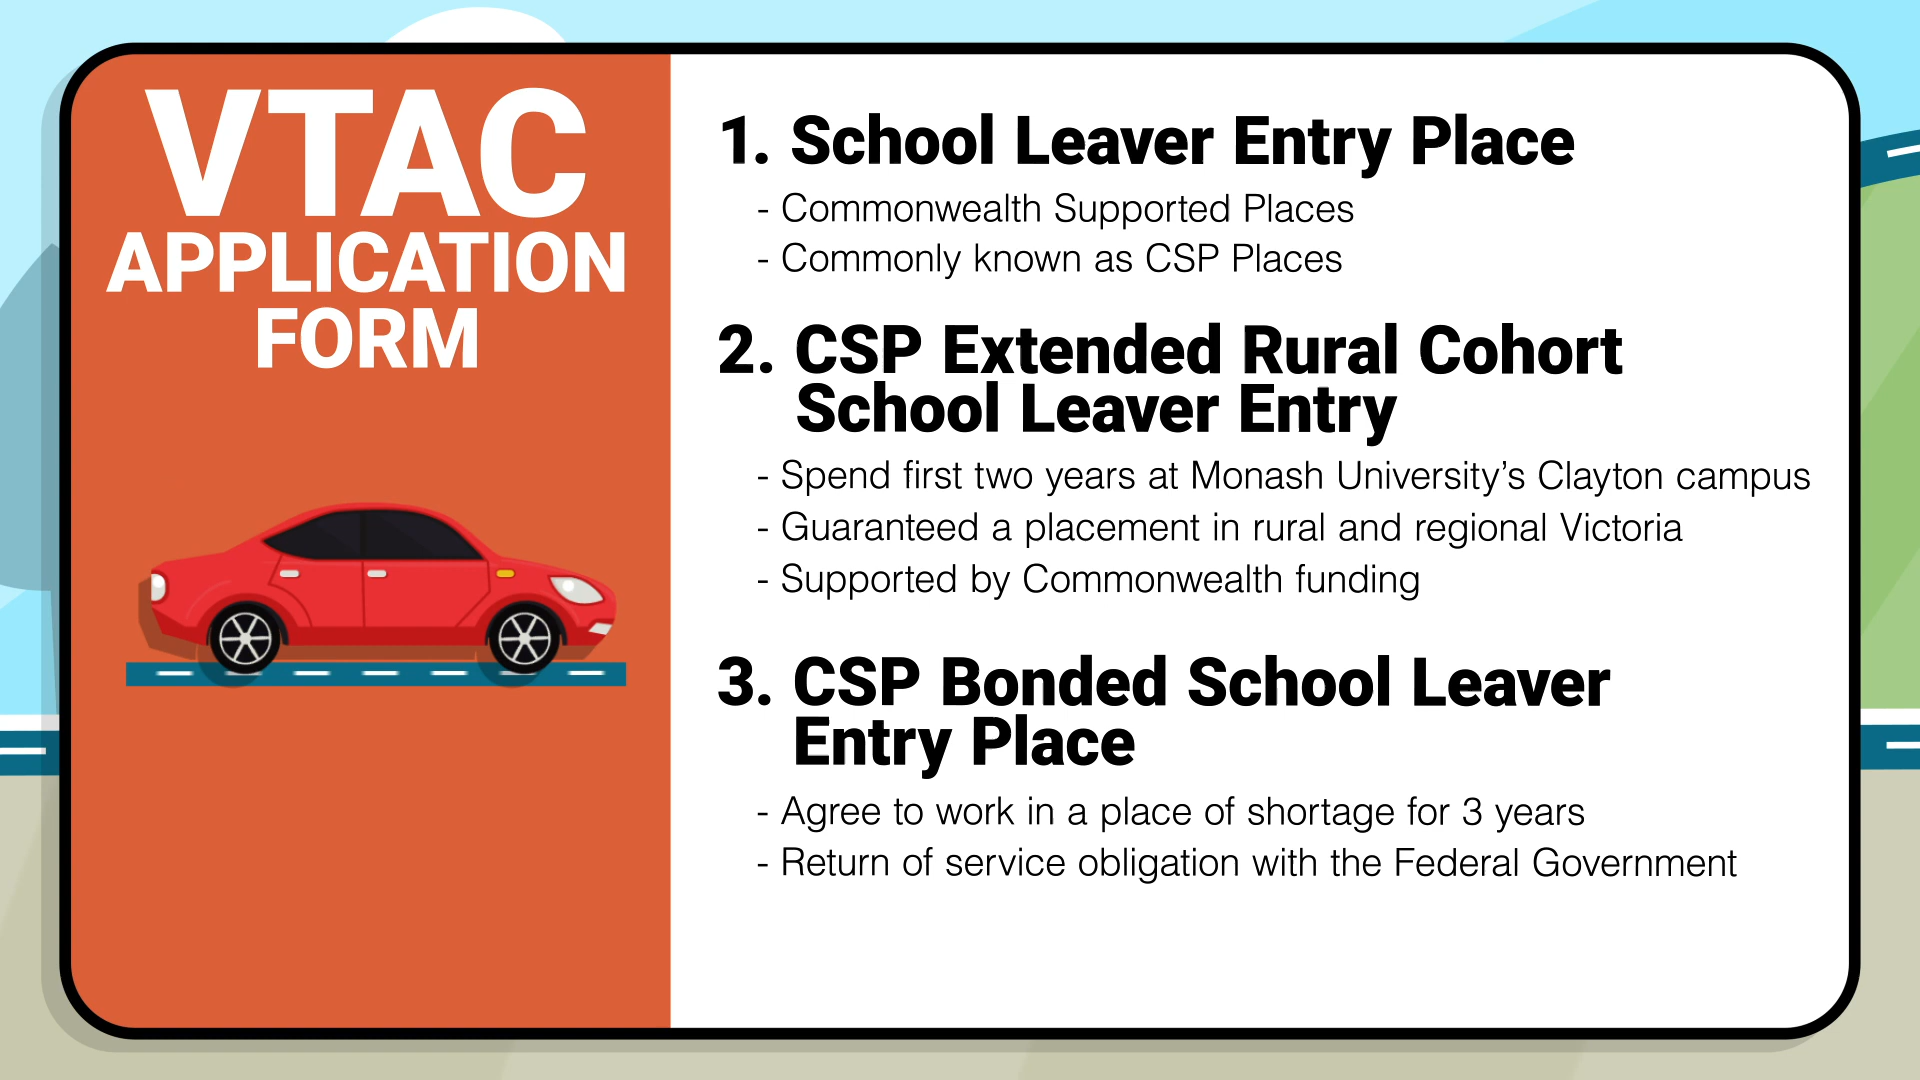 VTAC
APPLICATION
FORM
1. School Leaver Entry Place
- Commonwealth Supported Places
- Commonly known as CSP Places
2. CSP Extended Rural Cohort
School Leaver Entry
- Spend first two years at Monash University’s Clayton campus
- Guaranteed a placement in rural and regional Victoria
- Supported by Commonwealth funding
3. CSP Bonded School Leaver
Entry Place
- Agree to work in a place of shortage for 3 years
- Return of service obligation with the Federal Government